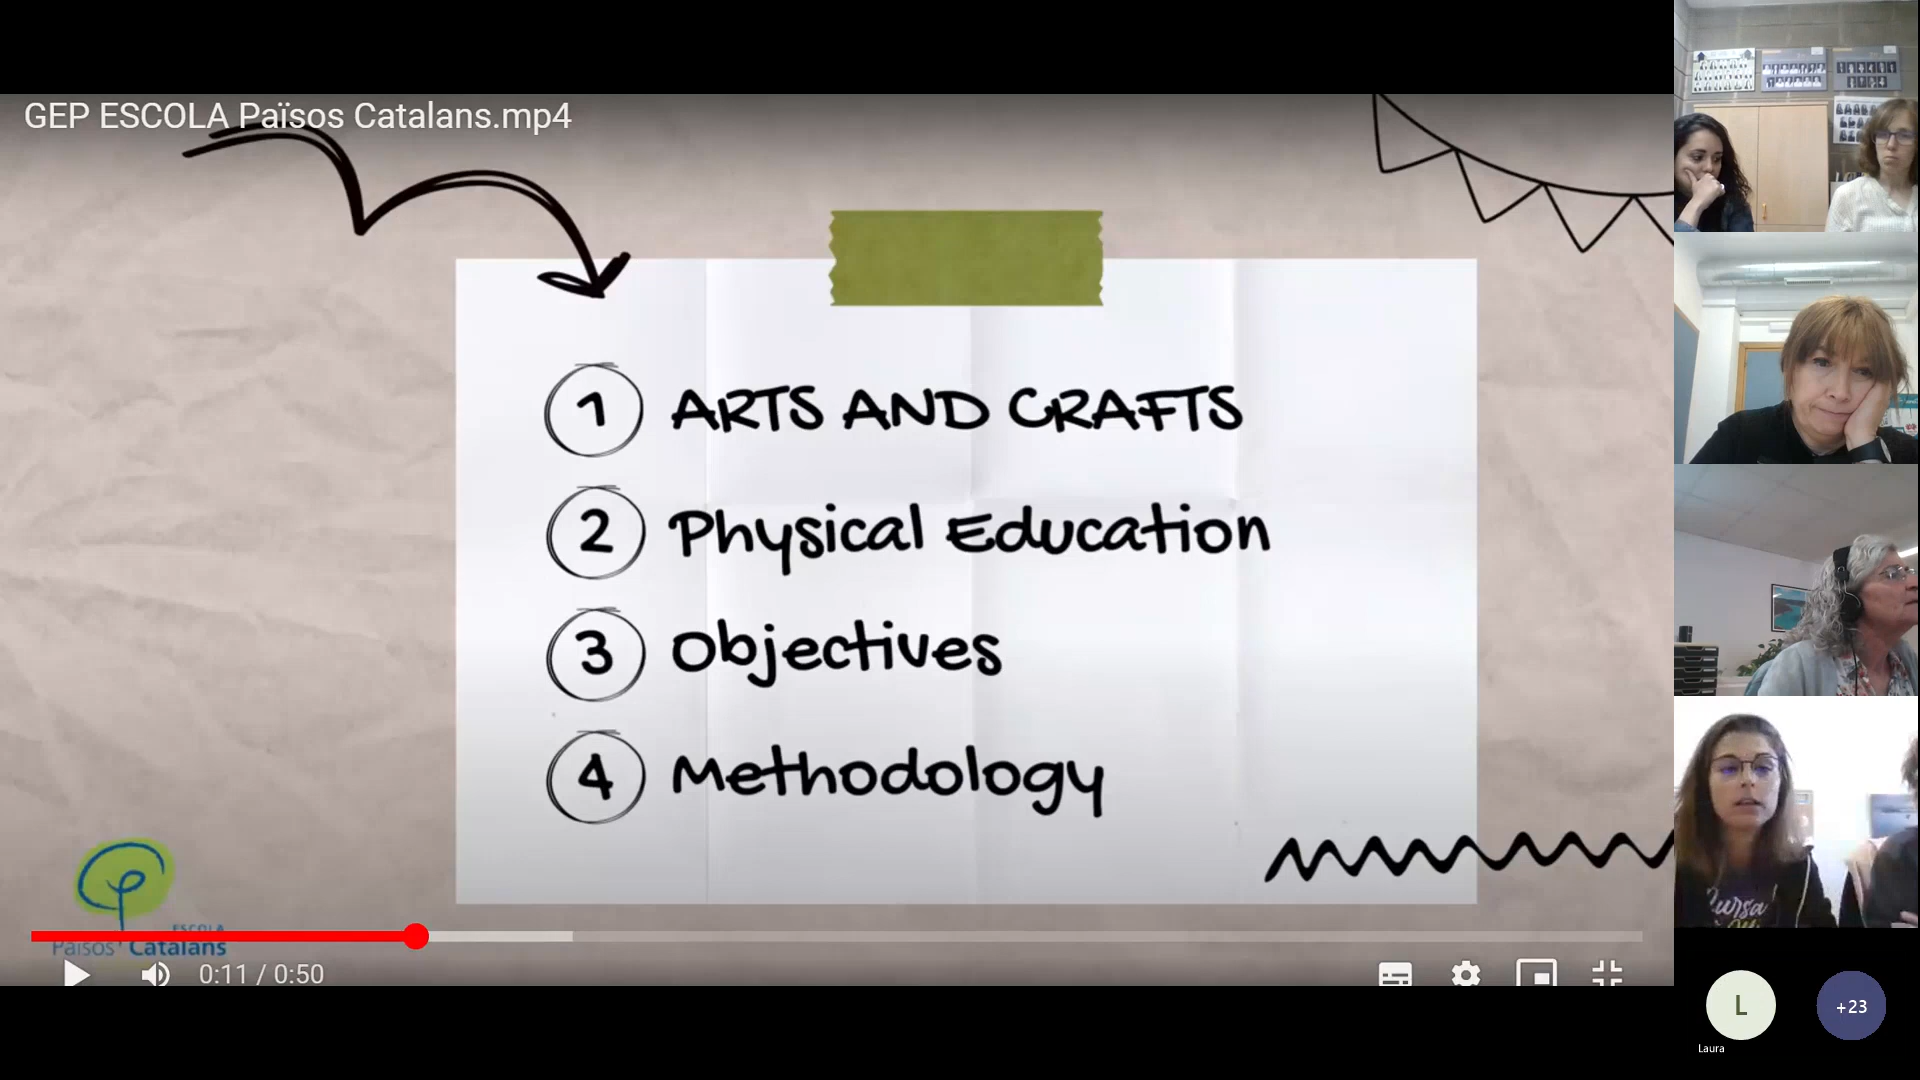 GEP ESCOLA Països Catalans.mp4
1 ARTS AND CRAFTS
2 Physical Education
3 Objectives
4 Methodology
ESCOLA
Països Catalans
0:11 / 0:50
L
+23
Laura